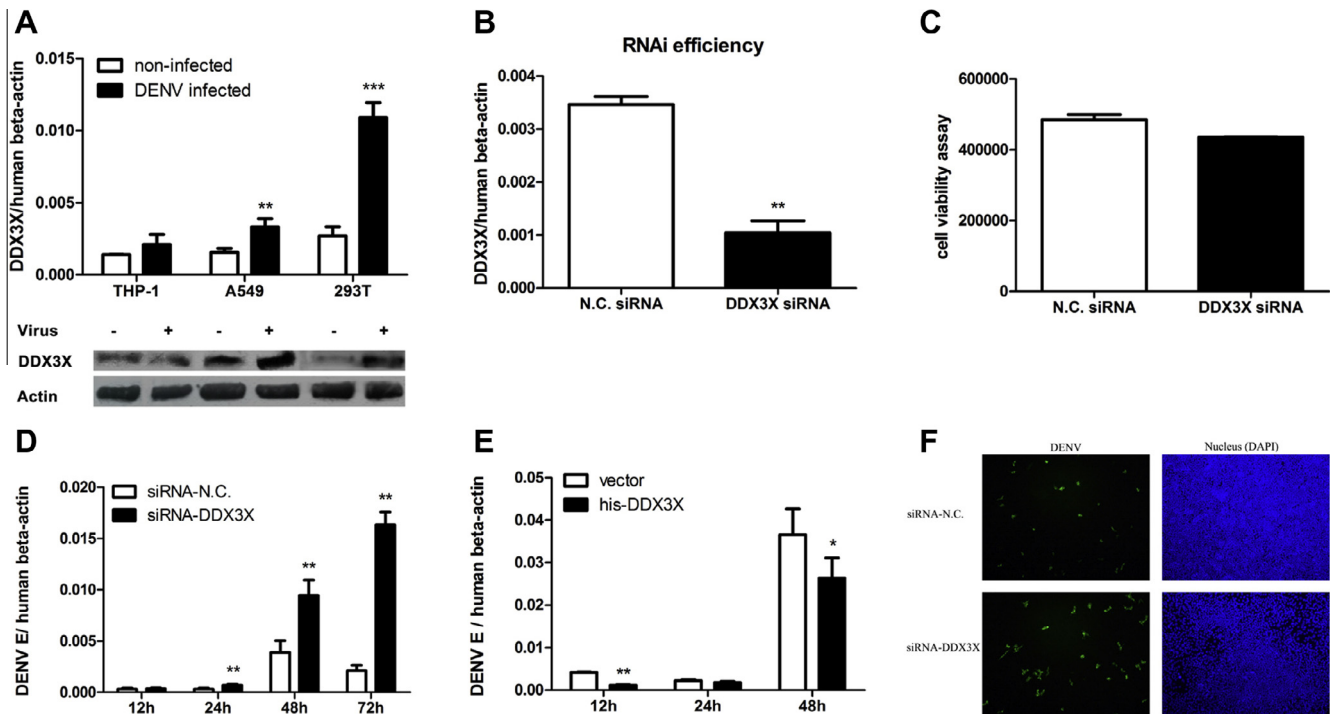 A
DDX3X/human beta-actin
0.015
0.010
0.005
0.000
non-infected
DENV infected
**
***
THP-1 A549 293T
Virus - + - + - +
DDX3X
Actin
B
RNAi efficiency
DDX3X/human beta-actin
0.004
0.003
0.002
0.001
0.000
**
N.C. siRNA DDX3X siRNA
C
cell viability assay
600000
400000
200000
0
N.C. siRNA DDX3X siRNA
D
DENV E/ human beta-actin
0.020
0.015
0.010
0.005
0.000
siRNA-N.C.
siRNA-DDX3X
**
**
**
12h 24h 48h 72h
E
DENV E / human beta-actin
0.05
0.04
0.03
0.02
0.01
0.00
vector
his-DDX3X
**
*
12h 24h 48h
F
DENV Nucleus (DAPI)
siRNA-N.C.
siRNA-DDX3X